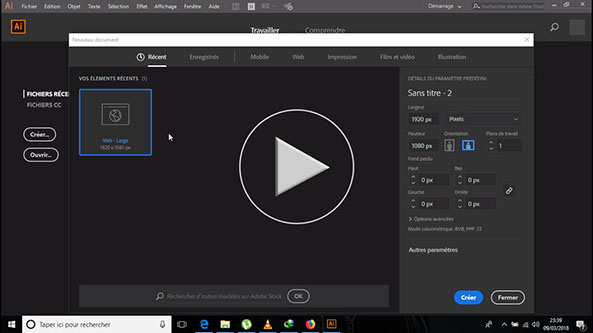 Ai Fichier Edition Objet Texte Sélection Effet Affichage Fenêtre Aide
Br St
Démarrage
Rechercher dans Adobe Stock
Ai
Travailler
Comprendre
Nouveau document
Récent
Enregistrés
Mobile
Web
Impression
Film et vidéo
Illustration
FICHIERS RÉCE
FICHIERS CC
Créer...
Ouvrir...
VOS ÉLÉMENTS RÉCENTS (1)
Web - Large
1920 x 1080 px
Rechercher d'autres modèles sur Adobe Stock
OK
DÉTAILS DU PARAMÈTRE PRÉDÉFINI
Sans titre - 2
Largeur
1920 px Pixels
Hauteur Orientation Plans de travail
1080 px 1
Fond perdu
Haut Bas
0 px 0 px
Gauche Droite
0 px 0 px
Options avancées
Mode colorimétrique :RVB, PPP :72
Autres paramètres
Créer
Fermer
Taper ici pour rechercher
Ai
23:39
09/03/2018